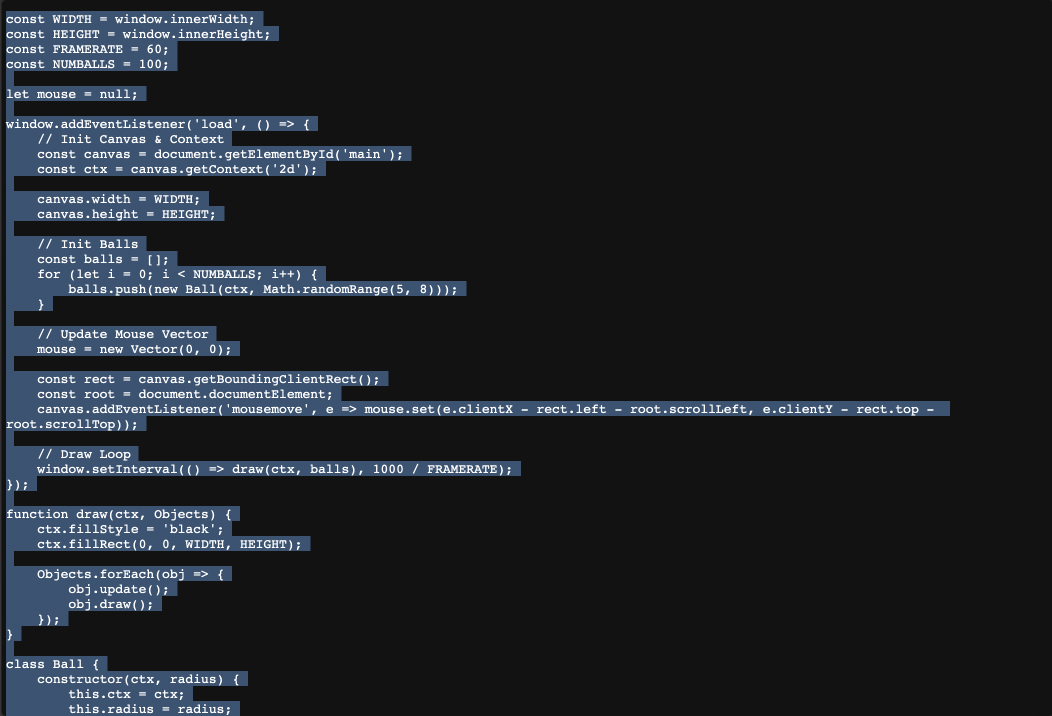 const WIDTH = window.innerWidth;
const HEIGHT = window.innerHeight;
const FRAMERATE = 60;
const NUMBALLS = 100;

let mouse = null;

window.addEventListener('load', () => {
    // Init Canvas & Context
    const canvas = document.getElementById('main');
    const ctx = canvas.getContext('2d');

    canvas.width = WIDTH;
    canvas.height = HEIGHT;

    // Init Balls
    const balls = [];
    for (let i = 0; i < NUMBALLS; i++) {
        balls.push(new Ball(ctx, Math.randomRange(5, 8)));
    }

    // Update Mouse Vector
    mouse = new Vector(0, 0);

    const rect = canvas.getBoundingClientRect();
    const root = document.documentElement;
    canvas.addEventListener('mousemove', e => mouse.set(e.clientX - rect.left - root.scrollLeft, e.clientY - rect.top -
root.scrollTop));

    // Draw Loop
    window.setInterval(() => draw(ctx, balls), 1000 / FRAMERATE);
});

function draw(ctx, Objects) {
    ctx.fillStyle = 'black';
    ctx.fillRect(0, 0, WIDTH, HEIGHT);

    Objects.forEach(obj => {
        obj.update();
        obj.draw();
    });
}

class Ball {
    constructor(ctx, radius) {
        this.ctx = ctx;
        this.radius = radius;